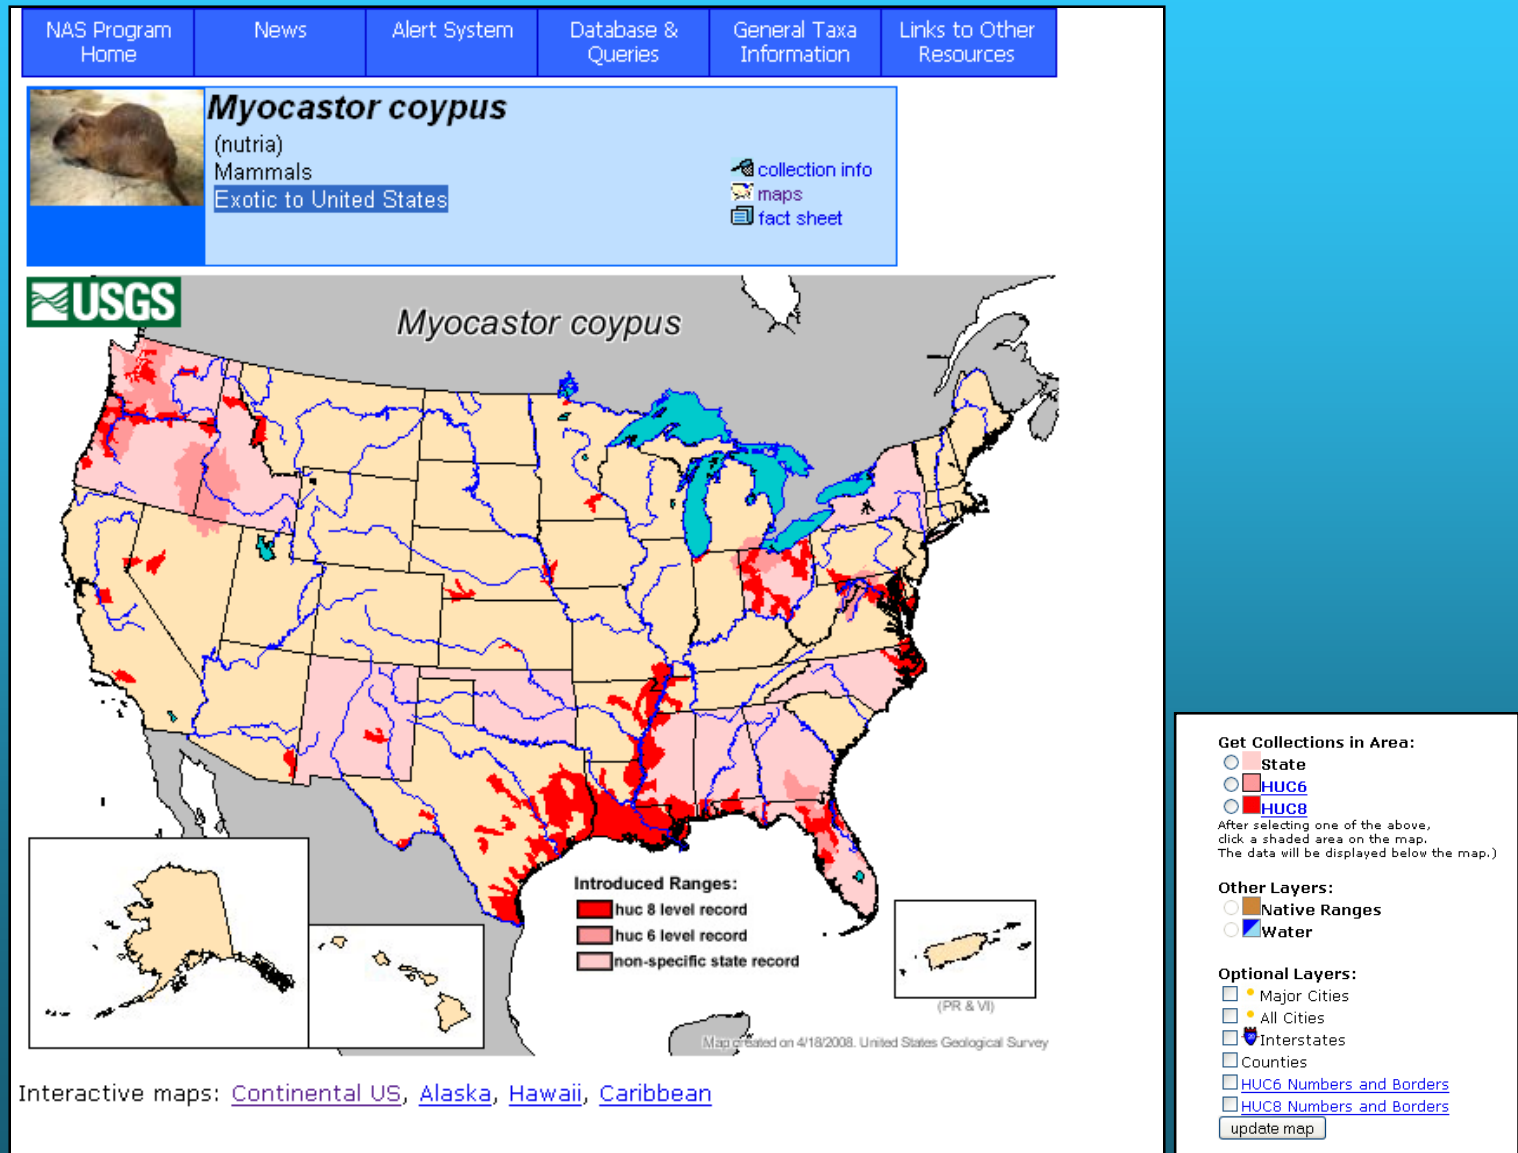 NAS Program Home
News
Alert System
Database & Queries
General Taxa Information
Links to Other Resources
Myocastor coypus
(nutria)
Mammals
Exotic to United States
collection info
maps
fact sheet
USGS
Myocastor coypus
Introduced Ranges:
huc 8 level record
huc 6 level record
non-specific state record
(PR & VI)
Map created on 4/18/2008. United States Geological Survey
Interactive maps: Continental US, Alaska, Hawaii, Caribbean
Get Collections in Area:
State
HUC6
HUC8
After selecting one of the above,
click a shaded area on the map.
The data will be displayed below the map.)
Other Layers:
Native Ranges
Water
Optional Layers:
Major Cities
All Cities
Interstates
Counties
HUC6 Numbers and Borders
HUC8 Numbers and Borders
update map